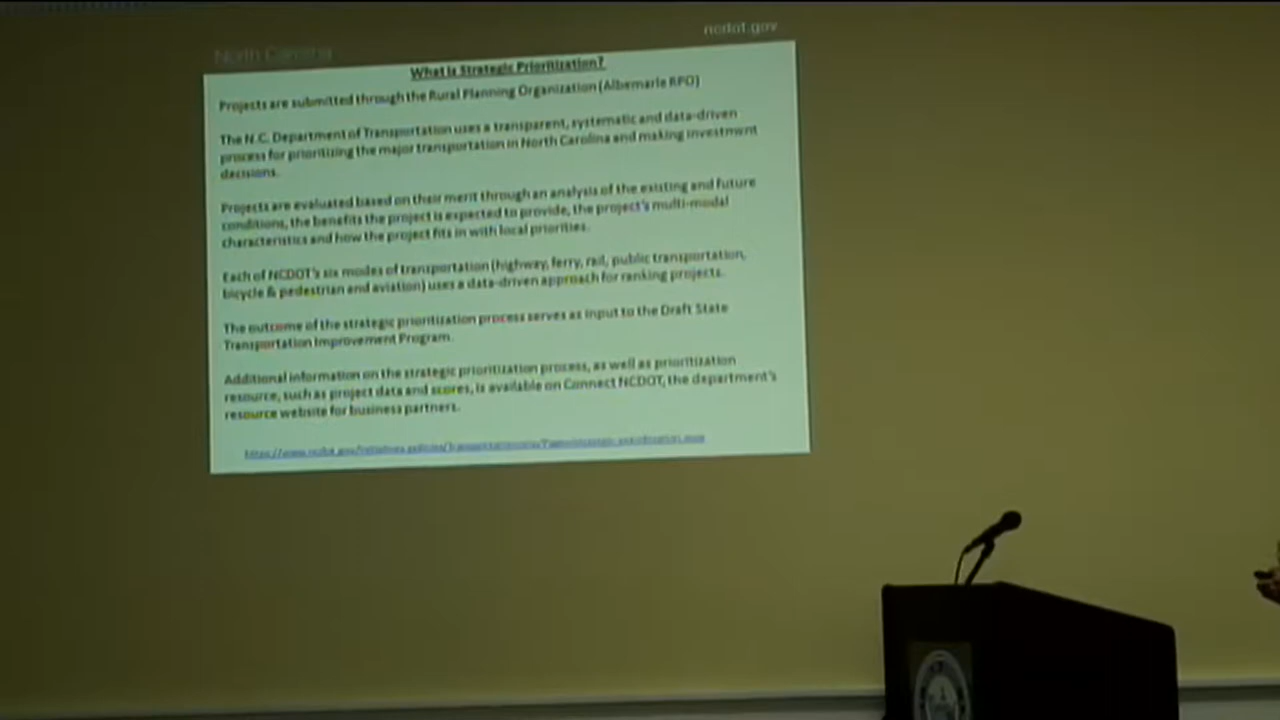 North Carolina
ncdot.gov
What is Strategic Prioritization?
Projects are submitted through the Rural Planning Organization (Albemarle RPO)
The N.C. Department of Transportation uses a transparent, systematic and data-driven
process for prioritizing the major transportation in North Carolina and making investment
decisions.
Projects are evaluated based on their merit through an analysis of the existing and future
conditions, the benefits the project is expected to provide, the project's multi-modal
characteristics and how the project fits in with local priorities.
Each of NCDOT's six modes of transportation (highway, ferry, rail, public transportation,
bicycle & pedestrian and aviation) uses a data-driven approach for ranking projects.
The outcome of the strategic prioritization process serves as input to the Draft State
Transportation Improvement Program.
Additional information on the strategic prioritization process, as well as prioritization
resource, such as project data and scores, is available on Connect NCDOT, the department's
resource website for business partners.